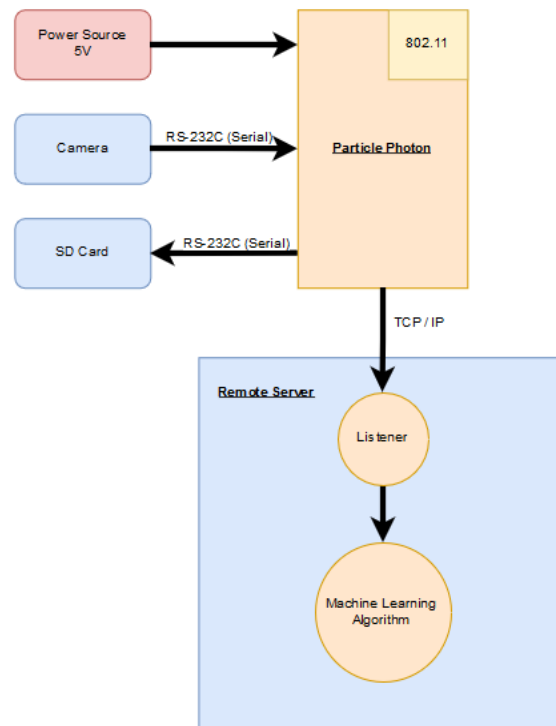 Power Source
5V
802.11
RS-232C (Serial)
Camera
Particle Photon
RS-232C (Serial)
SD Card
TCP / IP
Remote Server
Listener
Machine Learning
Algorithm